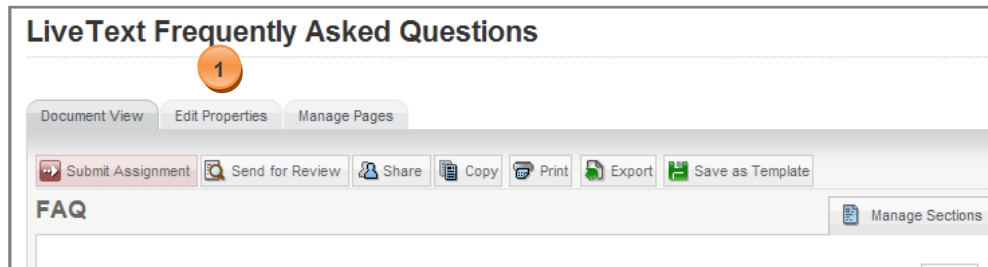 LiveText Frequently Asked Questions
1
Document View Edit Properties Manage Pages
Submit Assignment Send for Review Share Copy Print Export Save as Template
FAQ
Manage Sections